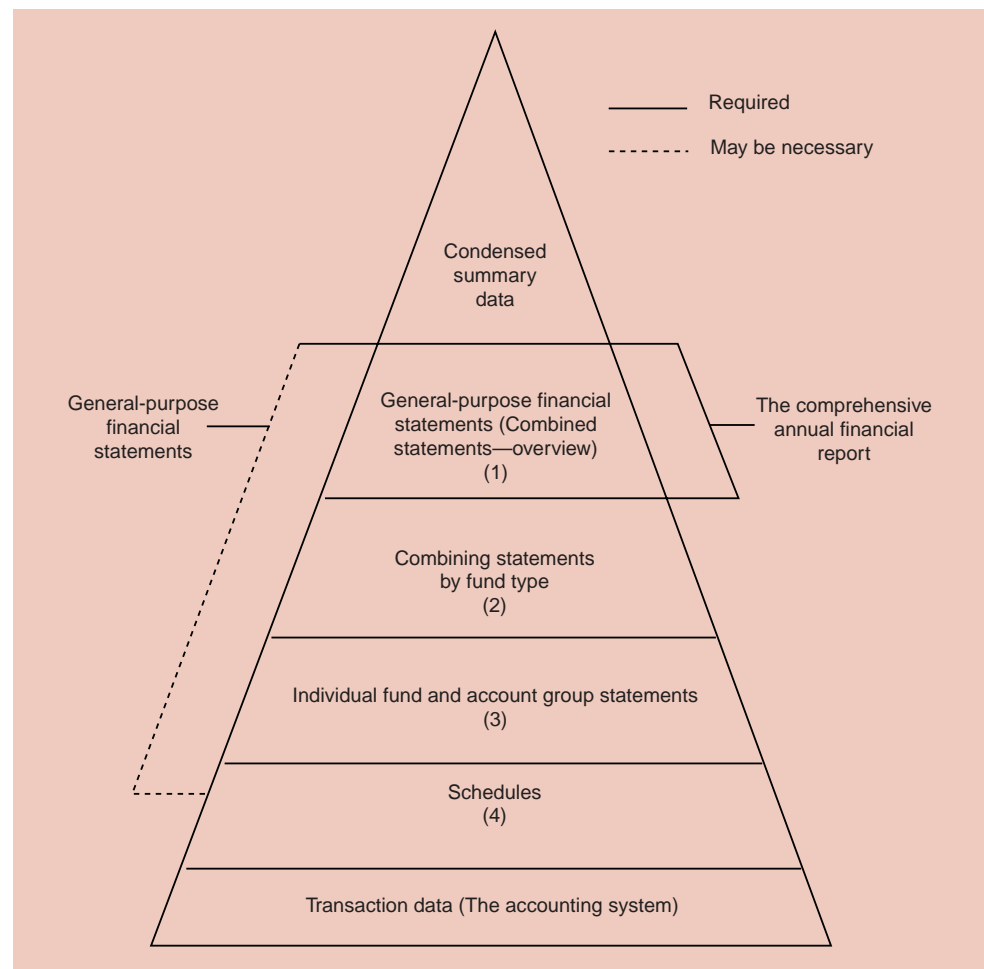 Required
May be necessary
Condensed
summary
data
General-purpose
financial
statements
General-purpose financial
statements (Combined
statements—overview)
(1)
The comprehensive
annual financial
report
Combining statements
by fund type
(2)
Individual fund and account group statements
(3)
Schedules
(4)
Transaction data (The accounting system)